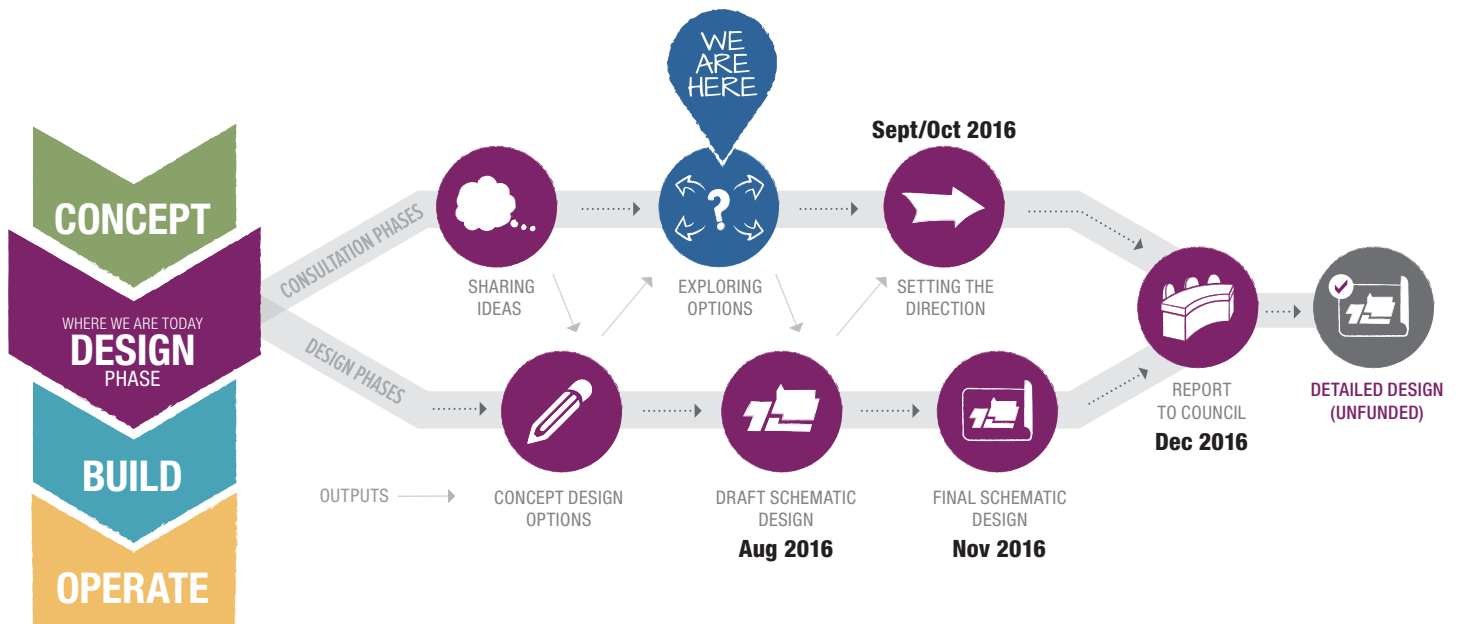 WE
ARE
HERE
Sept/Oct 2016
CONCEPT
WHERE WE ARE TODAY
DESIGN
PHASE
BUILD
OPERATE
CONSULTATION PHASES
SHARING
IDEAS
?
EXPLORING
OPTIONS
SETTING THE
DIRECTION
DESIGN PHASES
OUTPUTS
CONCEPT DESIGN
OPTIONS
DRAFT SCHEMATIC
DESIGN
Aug 2016
FINAL SCHEMATIC
DESIGN
Nov 2016
REPORT
TO COUNCIL
Dec 2016
DETAILED DESIGN
(UNFUNDED)